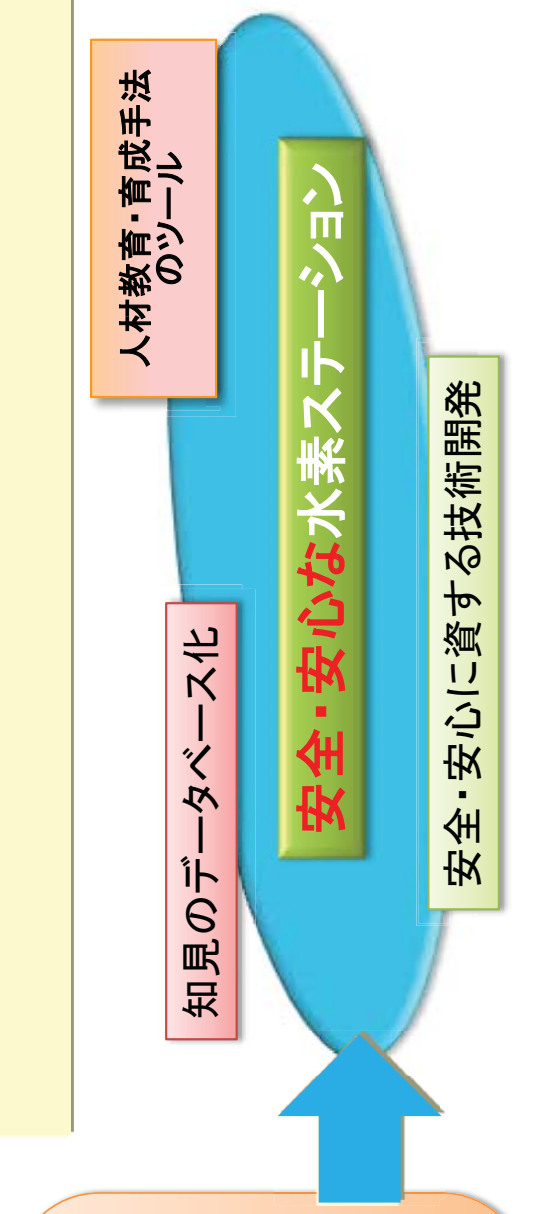 知見のデータベース化
人材教育・育成手法
のツール
安全・安心な水素ステーション
安全・安心に資する技術開発